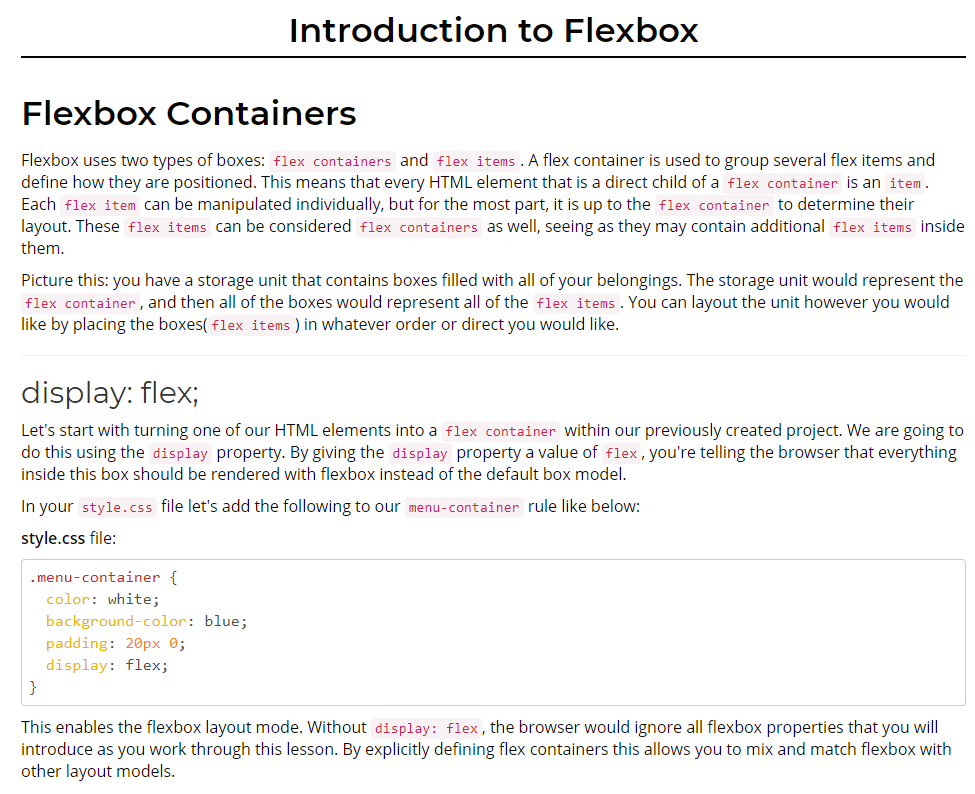 Introduction to Flexbox
Flexbox Containers
Flexbox uses two types of boxes: flex containers and flex items. A flex container is used to group several flex items and
define how they are positioned. This means that every HTML element that is a direct child of a flex container is an item.
Each flex item can be manipulated individually, but for the most part, it is up to the flex container to determine their
layout. These flex items can be considered flex containers as well, seeing as they may contain additional flex items inside
them.
Picture this: you have a storage unit that contains boxes filled with all of your belongings. The storage unit would represent the
flex container, and then all of the boxes would represent all of the flex items. You can layout the unit however you would
like by placing the boxes(flex items) in whatever order or direct you would like.
display: flex;
Let's start with turning one of our HTML elements into a flex container within our previously created project. We are going to
do this using the display property. By giving the display property a value of flex, you're telling the browser that everything
inside this box should be rendered with flexbox instead of the default box model.
In your style.css file let's add the following to our menu-container rule like below:
style.css file:
.menu-container {
  color: white;
  background-color: blue;
  padding: 20px 0;
  display: flex;
}
This enables the flexbox layout mode. Without display: flex, the browser would ignore all flexbox properties that you will
introduce as you work through this lesson. By explicitly defining flex containers this allows you to mix and match flexbox with
other layout models.